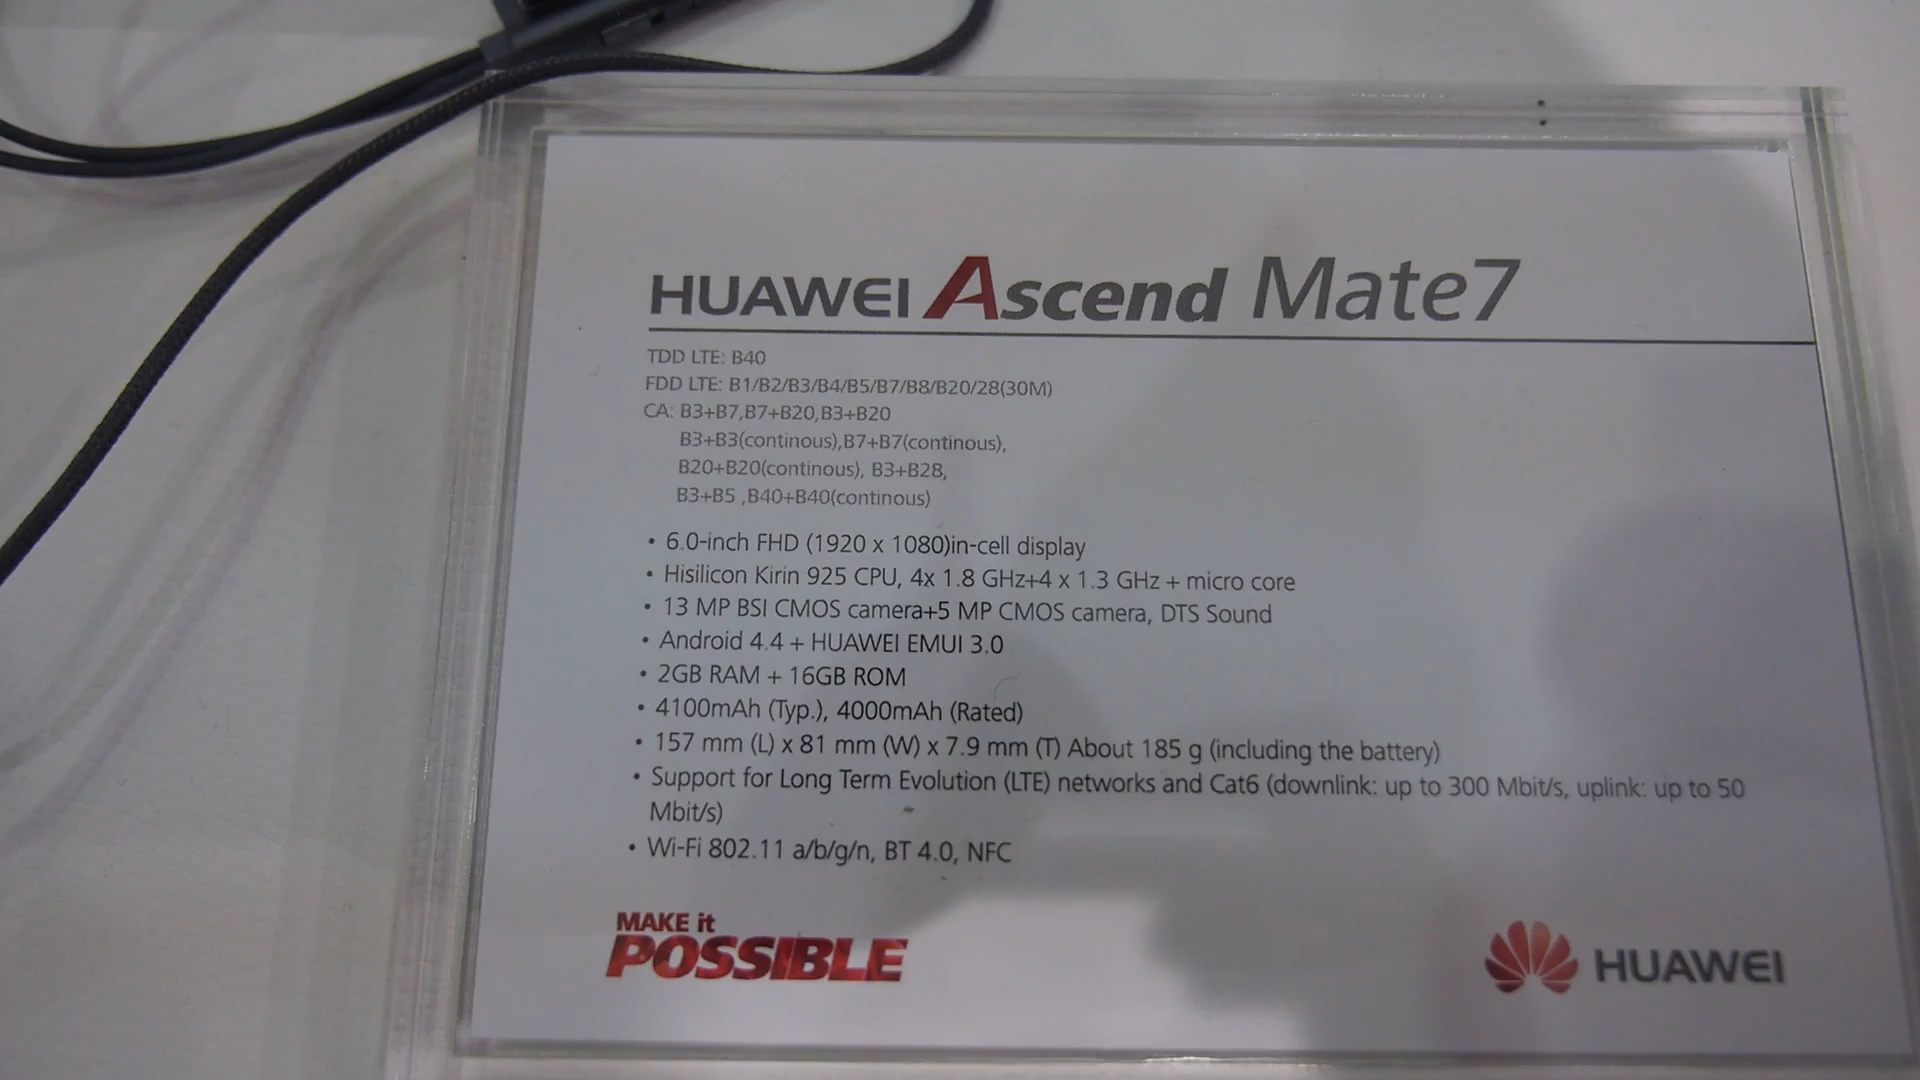 HUAWEI Ascend Mate7
TDD LTE: B40
FDD LTE: B1/B2/B3/B4/B5/B7/B8/B20/28(30M)
CA: B3+B7,B7+B20,B3+B20
B3+B3(continous),B7+B7(continous),
B20+B20(continous), B3+B28,
B3+B5 ,B40+B40(continous)
• 6.0-inch FHD (1920 x 1080)in-cell display
• Hisilicon Kirin 925 CPU, 4x 1.8 GHz+4 x 1.3 GHz + micro core
• 13 MP BSI CMOS camera+5 MP CMOS camera, DTS Sound
• Android 4.4 + HUAWEI EMUI 3.0
• 2GB RAM + 16GB ROM
• 4100mAh (Typ.), 4000mAh (Rated)
• 157 mm (L) x 81 mm (W) x 7.9 mm (T) About 185 g (including the battery)
• Support for Long Term Evolution (LTE) networks and Cat6 (downlink: up to 300 Mbit/s, uplink: up to 50
Mbit/s)
• Wi-Fi 802.11 a/b/g/n, BT 4.0, NFC
MAKE it
POSSIBLE
HUAWEI